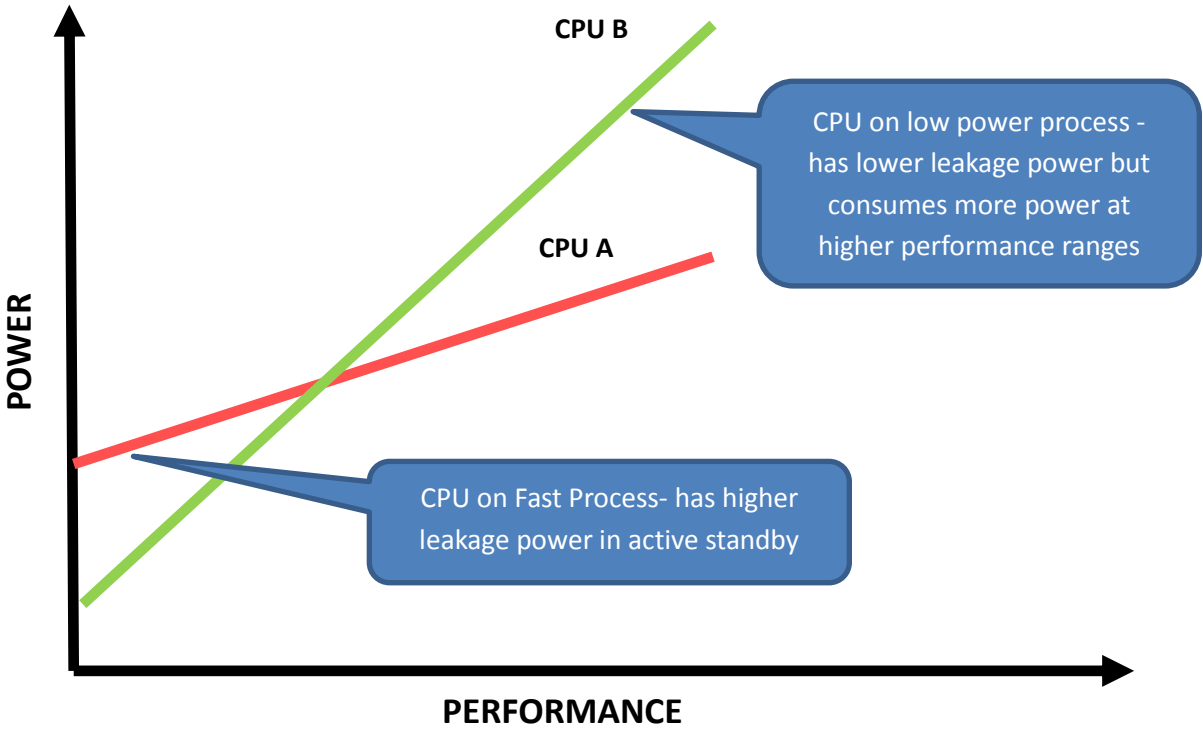 CPU B
CPU on low power process -
has lower leakage power but
consumes more power at
higher performance ranges
CPU A
POWER
CPU on Fast Process- has higher
leakage power in active standby
PERFORMANCE